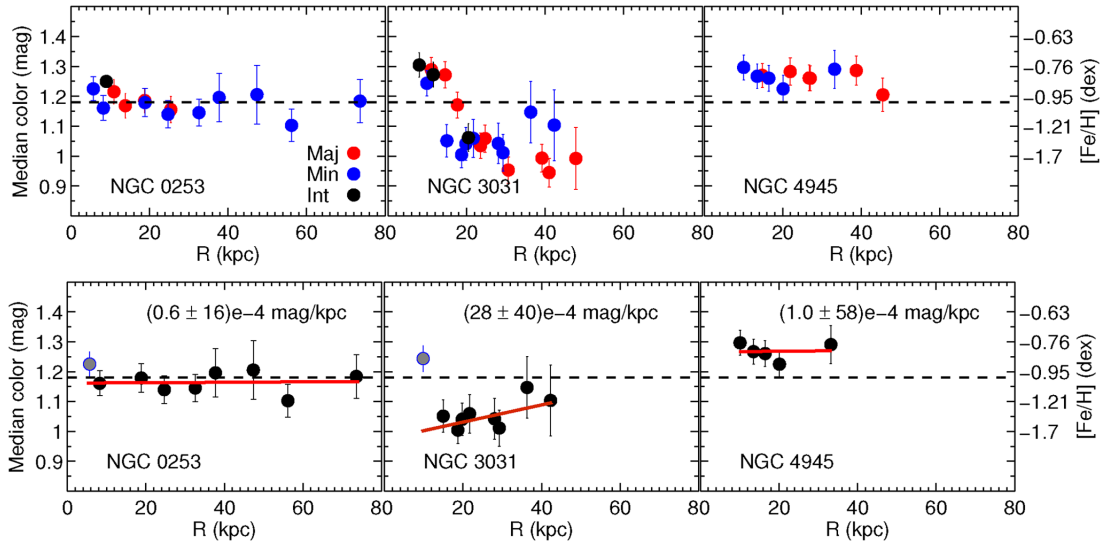 1.4
1.3
1.2
1.1
1
0.9
Median color (mag)
Maj
Min
Int
NGC 0253
NGC 3031
NGC 4945
−0.63
−0.76
−0.95
−1.21
−1.7
[Fe/H] (dex)
0 20 40 60 80 20 40 60 80 20 40 60 80
R (kpc) R (kpc) R (kpc)
1.4
1.3
1.2
1.1
1
0.9
Median color (mag)
(0.6 ± 16)e−4 mag/kpc
(28 ± 40)e−4 mag/kpc
(1.0 ± 58)e−4 mag/kpc
NGC 0253
NGC 3031
NGC 4945
−0.63
−0.76
−0.95
−1.21
−1.7
[Fe/H] (dex)
0 20 40 60 80 20 40 60 80 20 40 60 80
R (kpc) R (kpc) R (kpc)